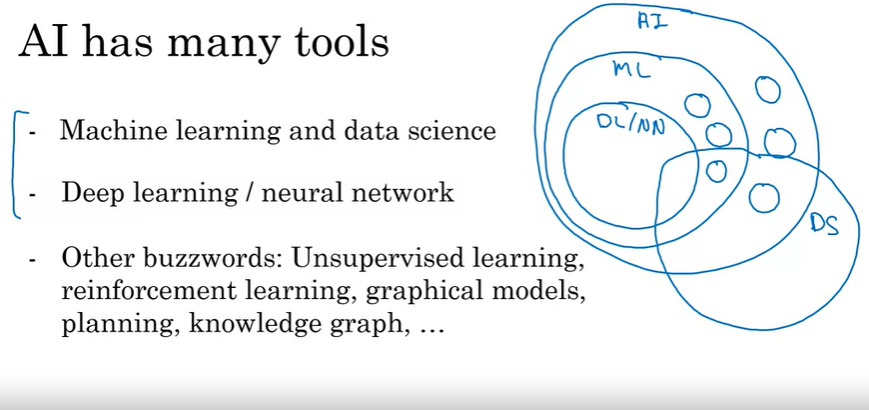 AI has many tools
- Machine learning and data science
- Deep learning / neural network
- Other buzzwords: Unsupervised learning,
reinforcement learning, graphical models,
planning, knowledge graph, …
AI
ML
DL/NN
DS